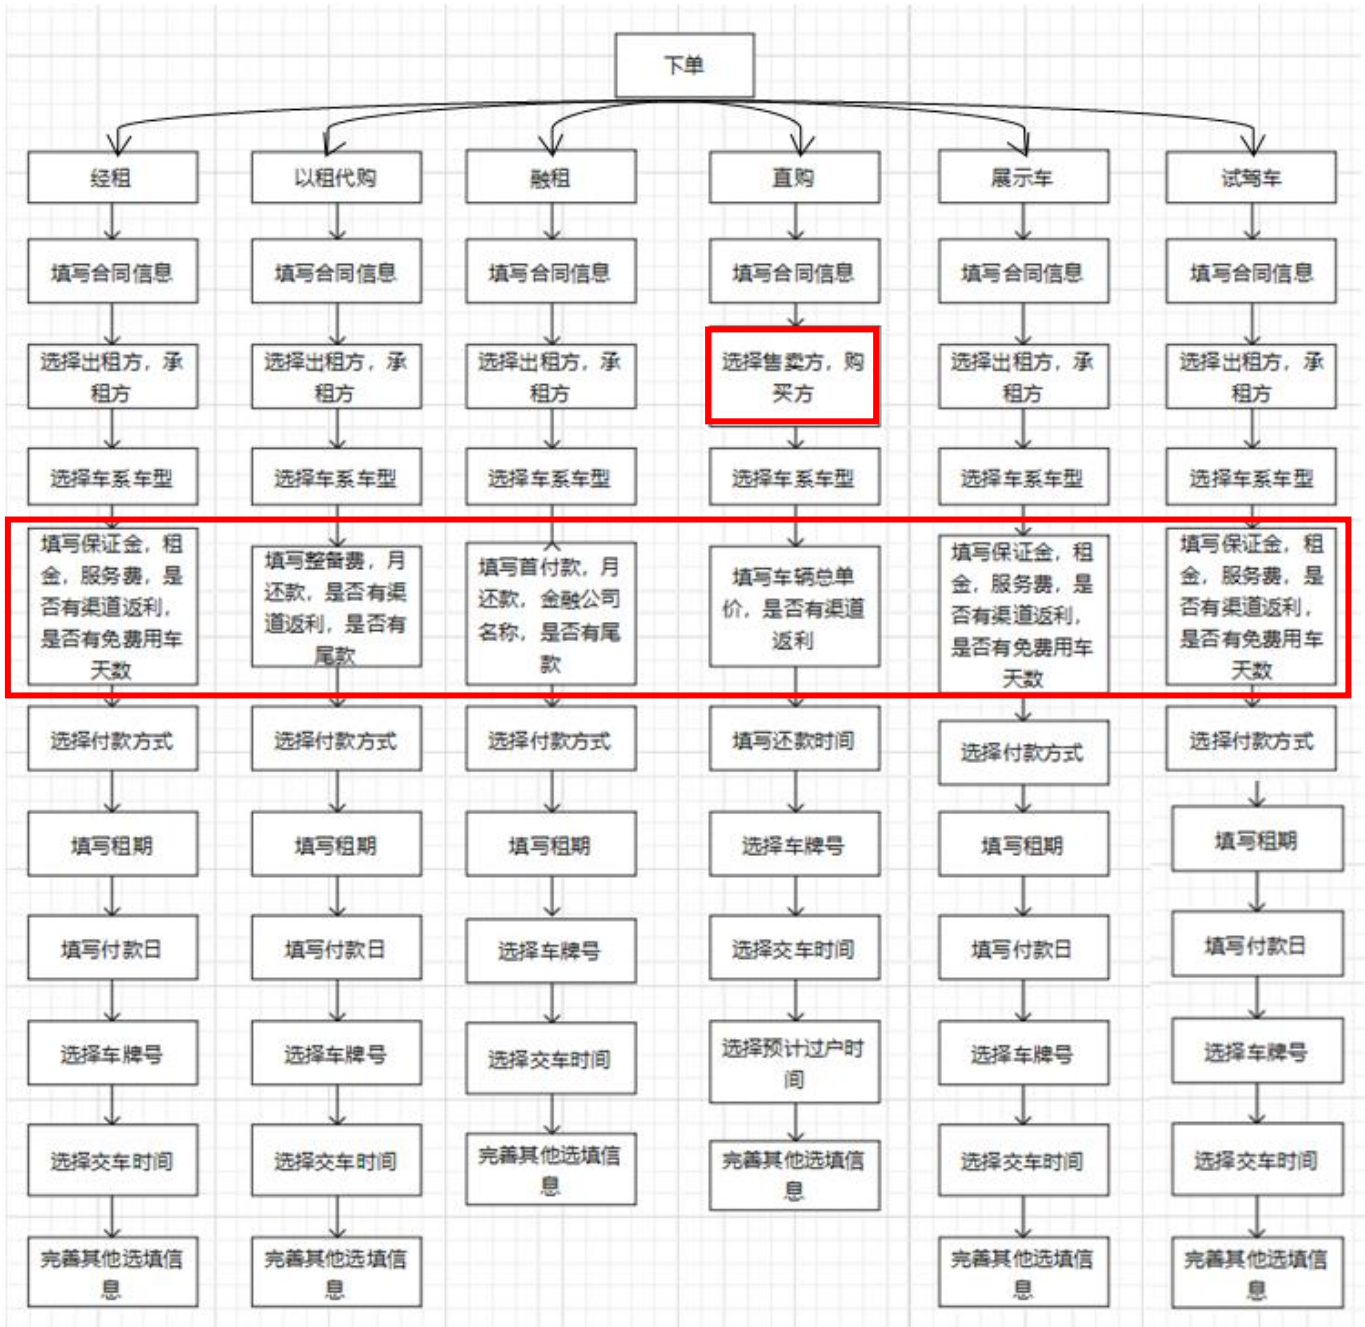 下单
经租
填写合同信息
选择出租方，承
租方
选择车系车型
填写保证金，租
金，服务费，是
否有渠道返利，
是否有免费用车
天数
选择付款方式
填写租期
填写付款日
选择车牌号
选择交车时间
完善其他选填信
息
以租代购
填写合同信息
选择出租方，承
租方
选择车系车型
填写整备费，月
还款，是否有渠
道返利，是否有
尾款
选择付款方式
填写租期
填写付款日
选择车牌号
选择交车时间
完善其他选填信
息
融租
填写合同信息
选择出租方，承
租方
选择车系车型
填写首付款，月
还款，金融公司
名称，是否有尾
款
选择付款方式
填写租期
选择车牌号
选择交车时间
完善其他选填信
息
直购
填写合同信息
选择售卖方，购
买方
选择车系车型
填写车辆总单
价，是否有渠道
返利
填写还款时间
选择车牌号
选择交车时间
选择预计过户时
间
完善其他选填信
息
展示车
填写合同信息
选择出租方，承
租方
选择车系车型
填写保证金，租
金，服务费，是
否有渠道返利，
是否有免费用车
天数
选择付款方式
填写租期
填写付款日
选择车牌号
选择交车时间
完善其他选填信
息
试驾车
填写合同信息
选择出租方，承
租方
选择车系车型
填写保证金，租
金，服务费，是
否有渠道返利，
是否有免费用车
天数
选择付款方式
填写租期
填写付款日
选择车牌号
选择交车时间
完善其他选填信
息